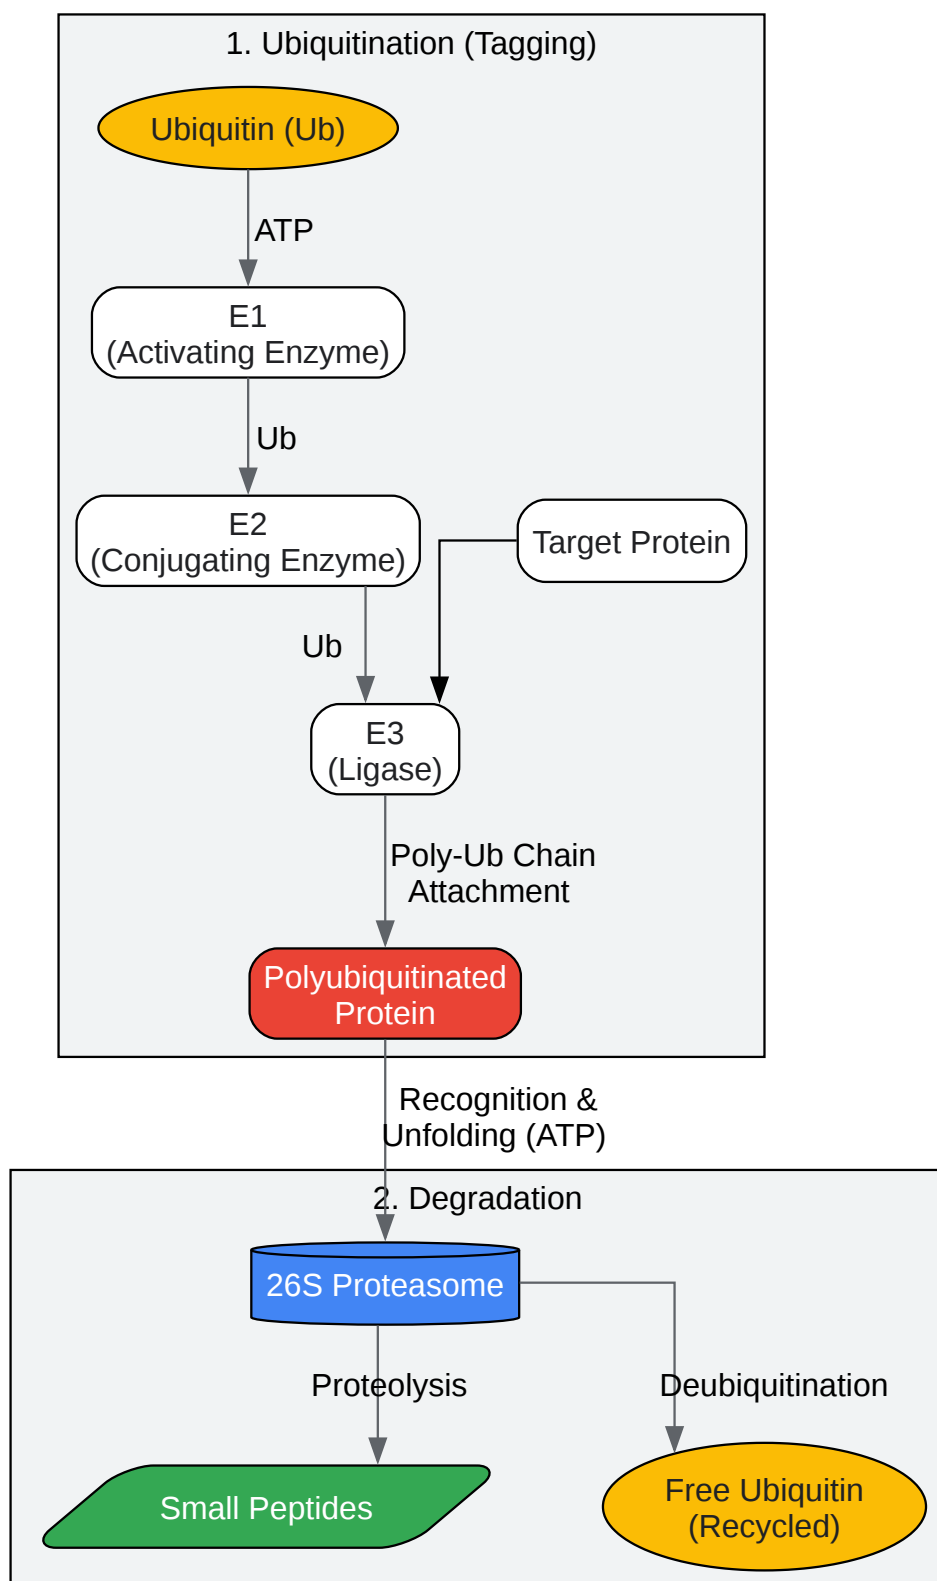 1. Ubiquitination (Tagging)
Ubiquitin (Ub)
ATP
E1
(Activating Enzyme)
Ub
E2
(Conjugating Enzyme)
Target Protein
Ub
E3
(Ligase)
Poly-Ub Chain
Attachment
Polyubiquitinated
Protein
Recognition &
Unfolding (ATP)
2. Degradation
26S Proteasome
Proteolysis
Deubiquitination
Small Peptides
Free Ubiquitin
(Recycled)